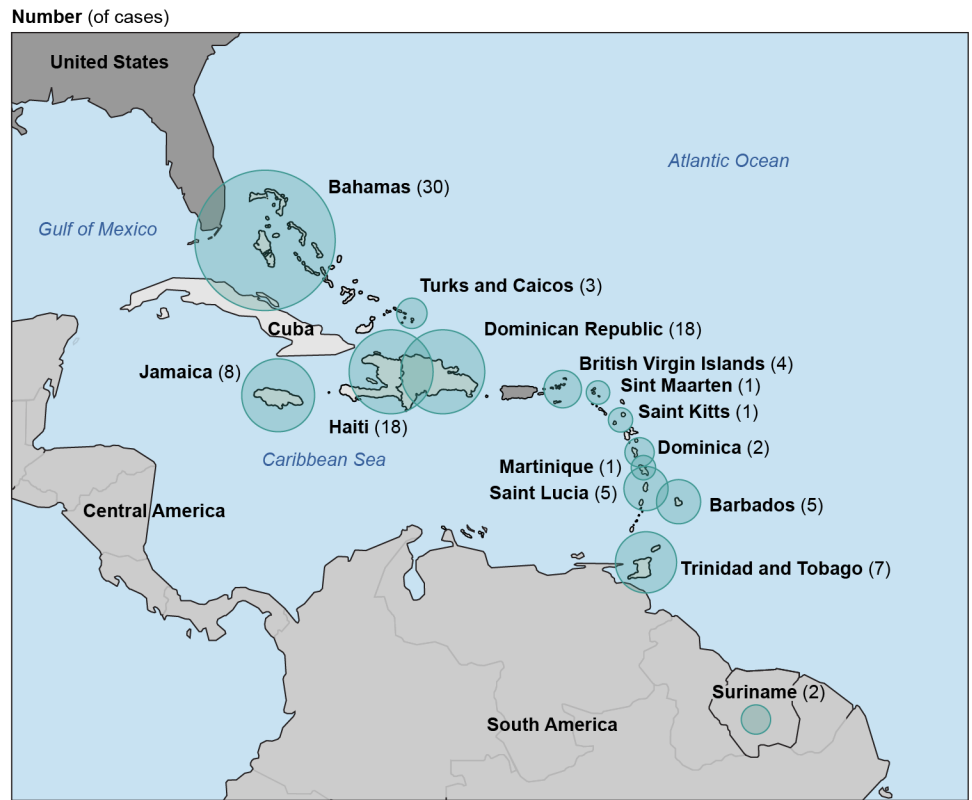 Number (of cases)
United States
Atlantic Ocean
Bahamas (30)
Gulf of Mexico
Turks and Caicos (3)
Cuba
Dominican Republic (18)
British Virgin Islands (4)
Jamaica (8)
Sint Maarten (1)
Saint Kitts (1)
Haiti (18)
Dominica (2)
Caribbean Sea
Martinique (1)
Saint Lucia (5)
Barbados (5)
Central America
Trinidad and Tobago (7)
Suriname (2)
South America